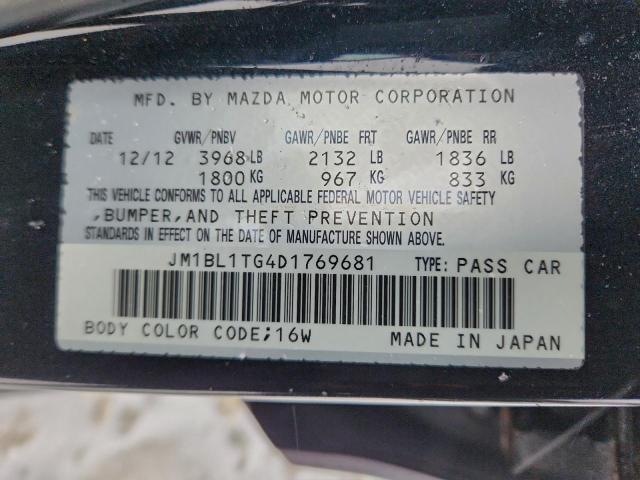 MFD. BY MAZDA MOTOR CORPORATION
DATE GVWR/PNBV GAWR/PNBE FRT GAWR/PNBE RR
12/12 3968 LB 2132 LB 1836 LB
1800 KG 967 KG 833 KG
THIS VEHICLE CONFORMS TO ALL APPLICABLE FEDERAL MOTOR VEHICLE SAFETY
,BUMPER,AND THEFT PREVENTION
STANDARDS IN EFFECT ON THE DATE OF MANUFACTURE SHOWN ABOVE.
JM1BL1TG4D1769681 TYPE: PASS CAR
BODY COLOR CODE;16W MADE IN JAPAN